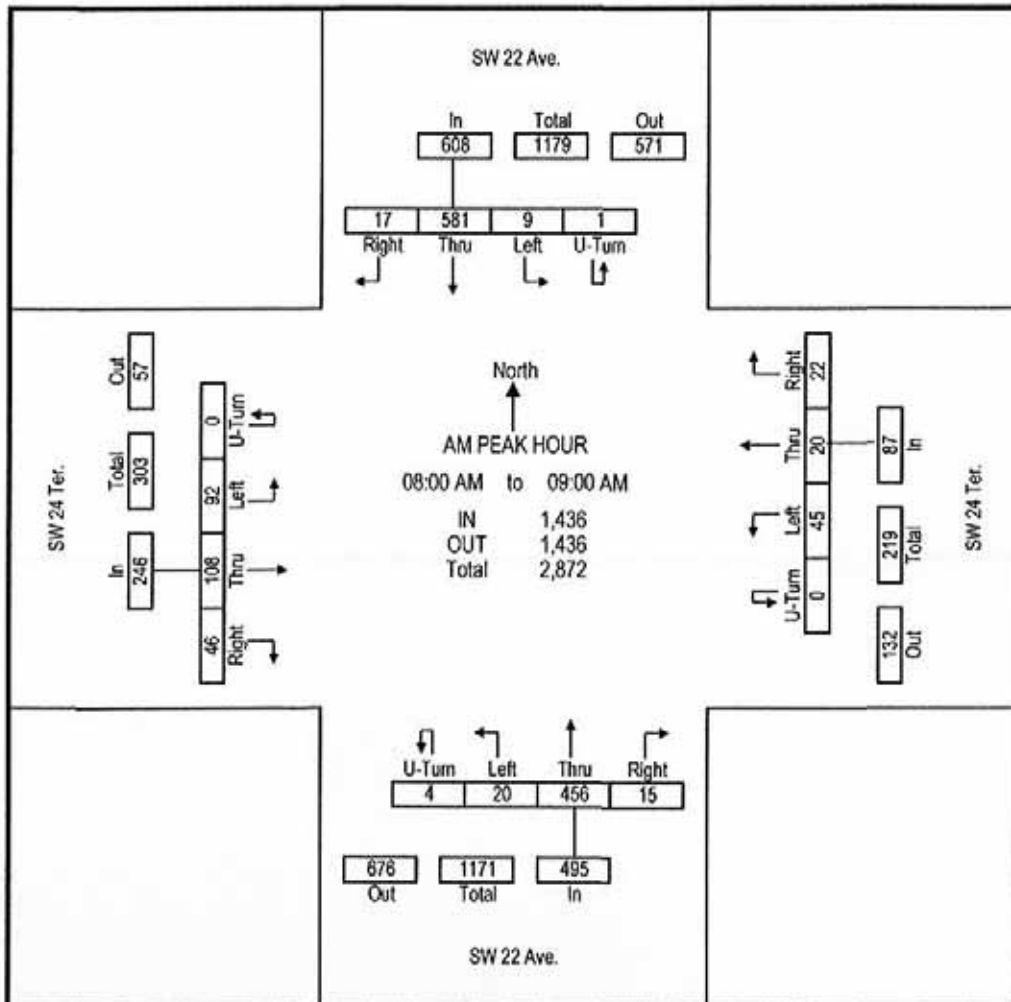 SW 22 Ave.
In Total Out
608 1179 571
17 581 9 1
Right Thru Left U-Turn
SW 24 Ter.
Out Total In
57 303 246
0 92 108 46
U-Turn Left Thru Right
North
AM PEAK HOUR
08:00 AM to 09:00 AM
IN 1,436
OUT 1,436
Total 2,872
Right Thru Left U-Turn
22 20 45 0
87 219 132
In Total Out
SW 24 Ter.
U-Turn Left Thru Right
4 20 456 15
676 1171 495
Out Total In
SW 22 Ave.